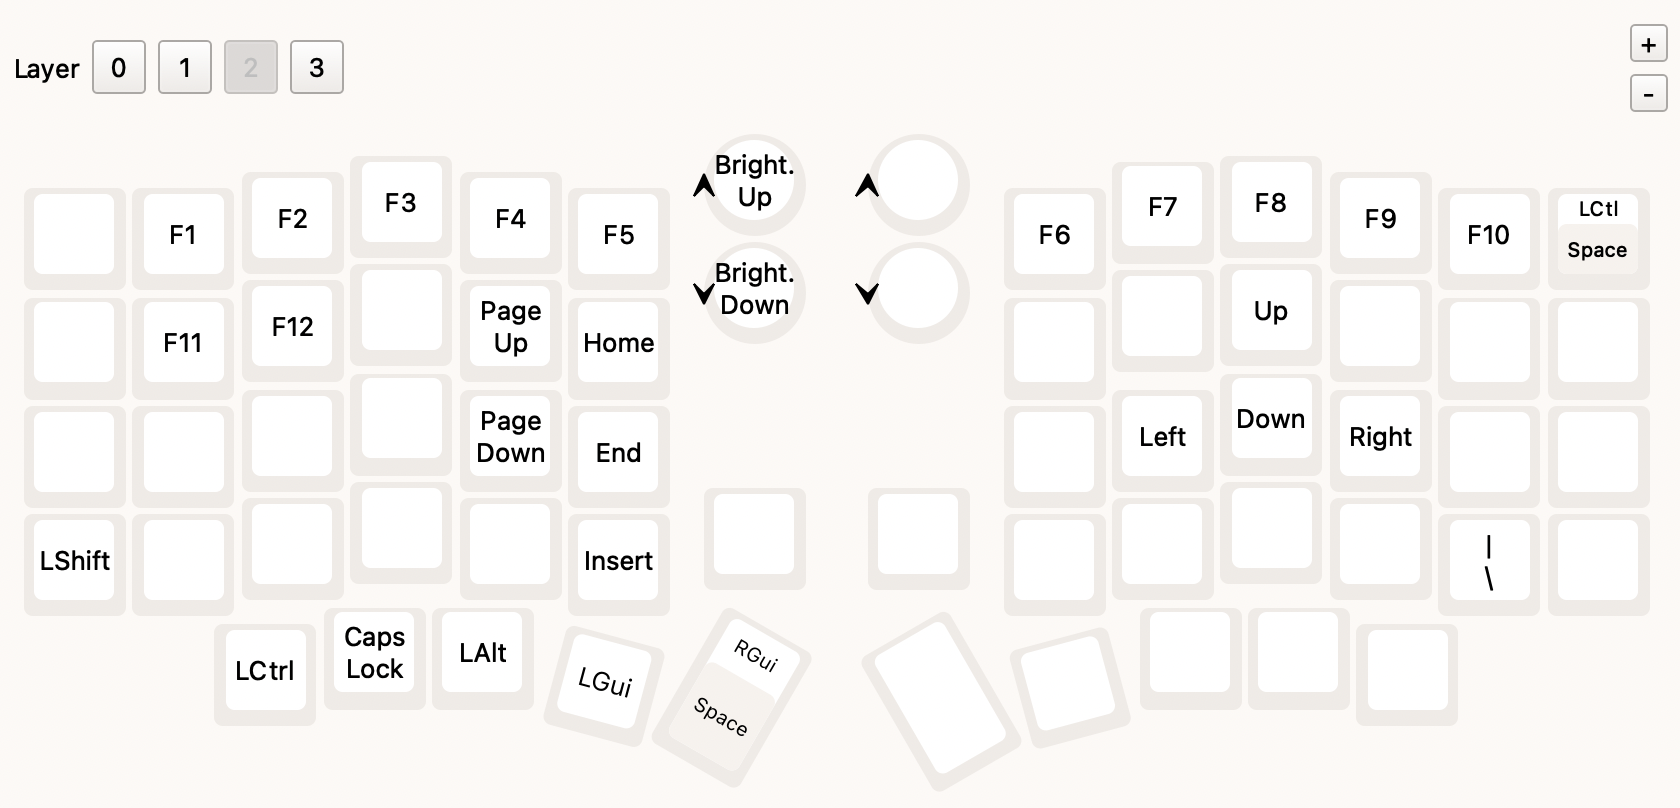 Layer 0 1 2 3
+
-
F1 F2 F3 F4 F5
Bright.
Up
F6 F7 F8 F9 F10 LCtl
Space
F11 F12 Page
Up
Home
Bright.
Down
Up
Page
Down
End
Left Down Right
LShift
Insert
|
\
LCtrl
Caps
Lock
LAlt
LGui
RGui
Space